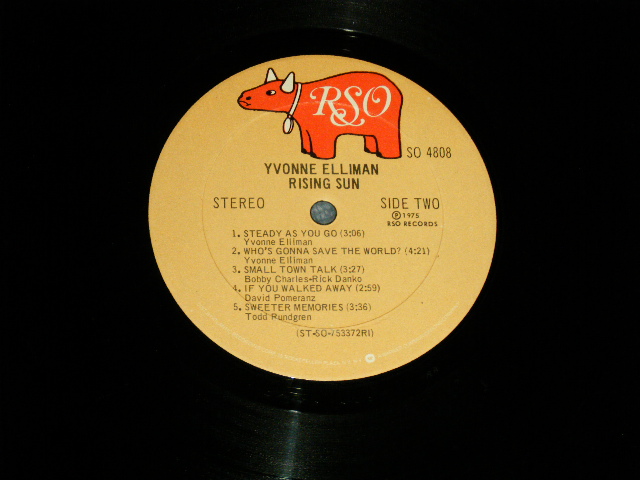 RSO
SO 4808
YVONNE ELLIMAN
RISING SUN
STEREO
SIDE TWO
℗ 1975
RSO RECORDS
1. STEADY AS YOU GO (3:06)
Yvonne Elliman
2. WHO'S GONNA SAVE THE WORLD? (4:21)
Yvonne Elliman
3. SMALL TOWN TALK (3:27)
Bobby Charles-Rick Danko
4. IF YOU WALKED AWAY (2:59)
David Pomeranz
5. SWEETER MEMORIES (3:36)
Todd Rundgren
(ST-SO-753372RI)